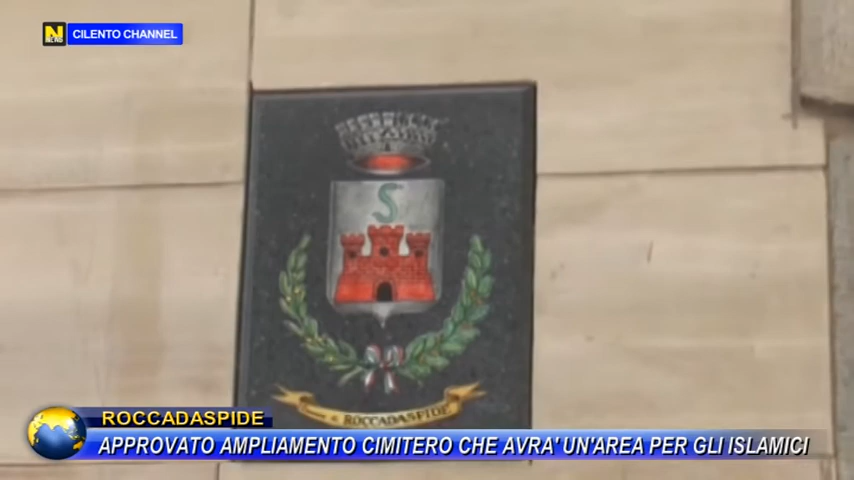 CILENTO CHANNEL
S
ROCCADASPIDE
ROCCADASPIDE
APPROVATO AMPLIAMENTO CIMITERO CHE AVRA' UN'AREA PER GLI ISLAMICI